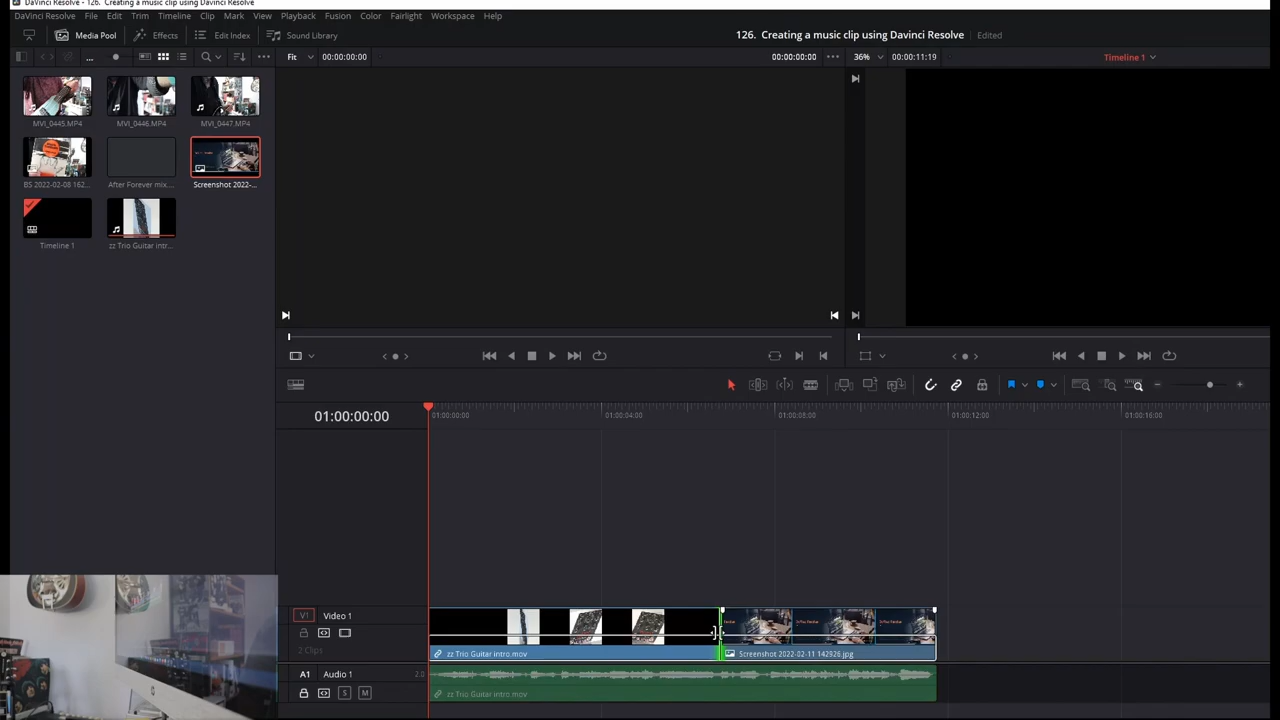 DaVinci Resolve - 126. Creating a music clip using Davinci Resolve
DaVinci Resolve File Edit Trim Timeline Clip Mark View Playback Fusion Color Fairlight Workspace Help
Media Pool Effects Edit Index Sound Library 126. Creating a music clip using Davinci Resolve Edited
... Fit 00:00:00:00 00:00:00:00 36% 00:00:11:19 Timeline 1
MVI_0445.MP4 MVI_0446.MP4 MVI_0447.MP4
BS 2022-02-08 162... After Forever mix.... Screenshot 2022-...
Timeline 1 zz Trio Guitar intr...
01:00:00:00 01:00:00:00 01:00:04:00 01:00:08:00 01:00:12:00 01:00:16:00
V1 Video 1
2 Clips
zz Trio Guitar intro.mov Screenshot 2022-02-11 142926.jpg
A1 Audio 1 2.0
S M zz Trio Guitar intro.mov